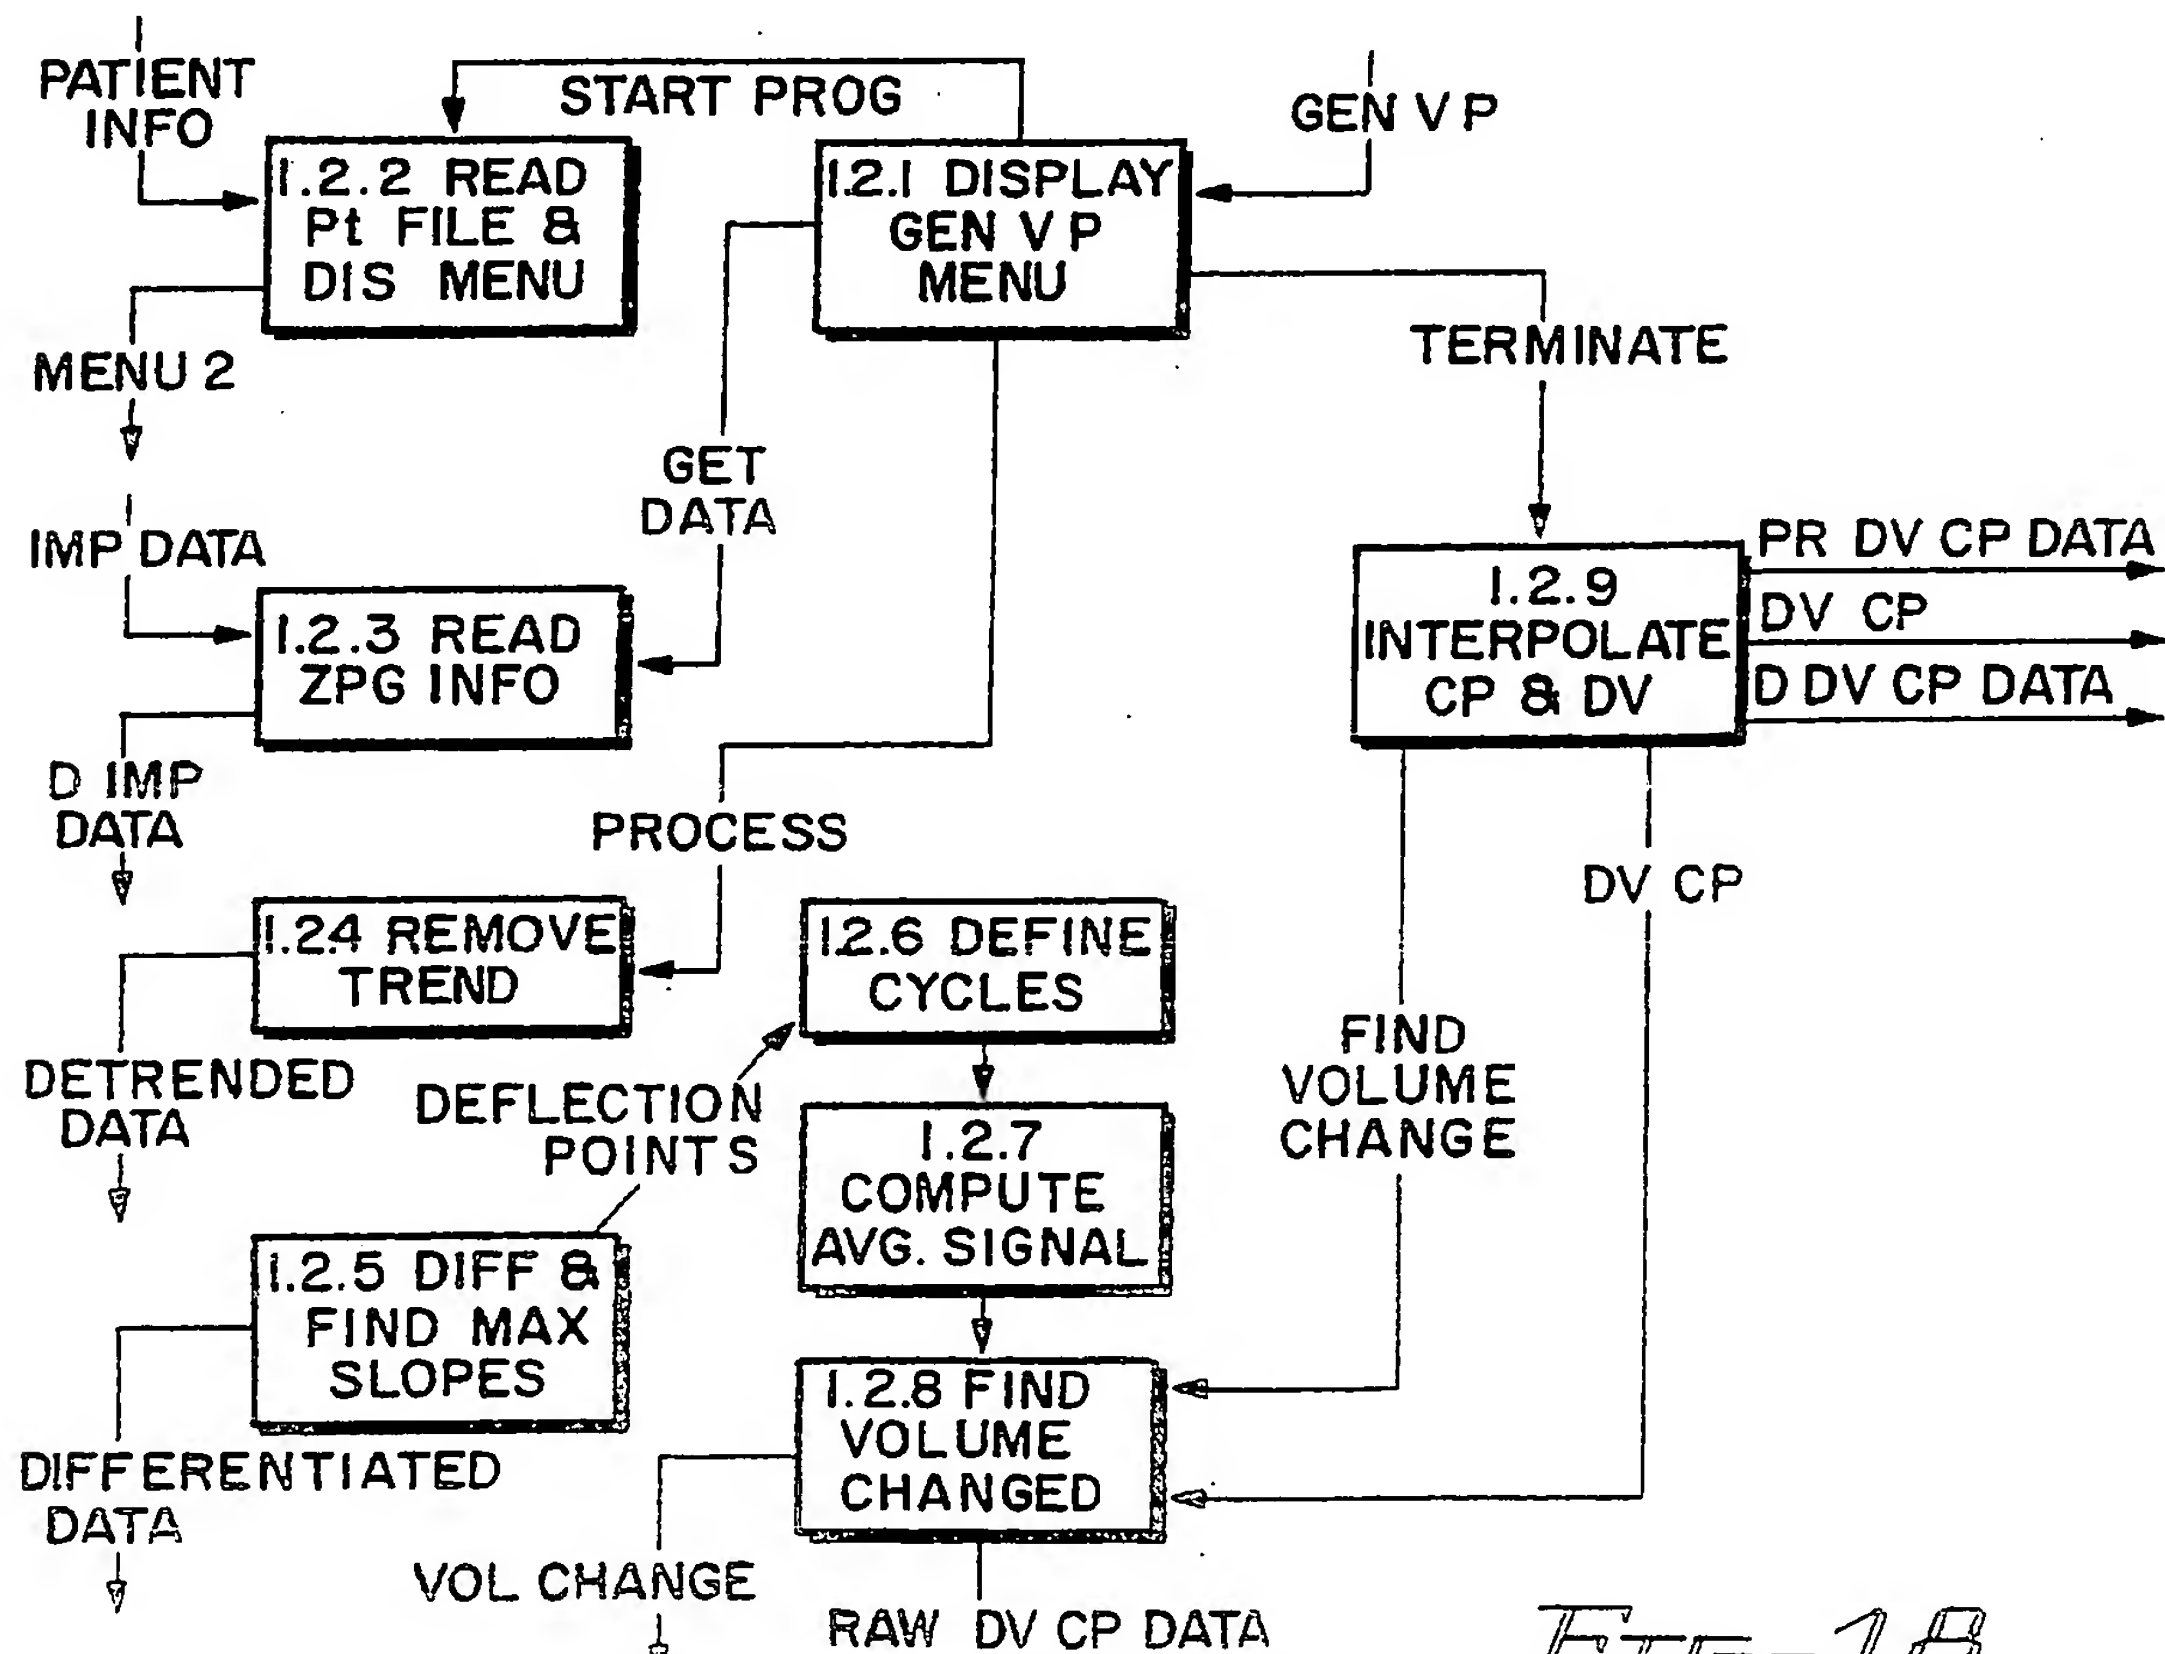 PATIENT
INFO
START PROG
GEN V P
1.2.2 READ
Pt FILE &
DIS MENU
1.2.1 DISPLAY
GEN V P
MENU
MENU 2
TERMINATE
GET
DATA
IMP DATA
1.2.3 READ
ZPG INFO
1.2.9
INTERPOLATE
CP & DV
PR DV CP DATA
DV CP
D DV CP DATA
D IMP
DATA
PROCESS
DV CP
1.2.4 REMOVE
TREND
1.2.6 DEFINE
CYCLES
FIND
VOLUME
CHANGE
DETRENDED
DATA
DEFLECTION
POINTS
1.2.7
COMPUTE
AVG. SIGNAL
1.2.5 DIFF &
FIND MAX
SLOPES
1.2.8 FIND
VOLUME
CHANGED
DIFFERENTIATED
DATA
VOL CHANGE
RAW DV CP DATA